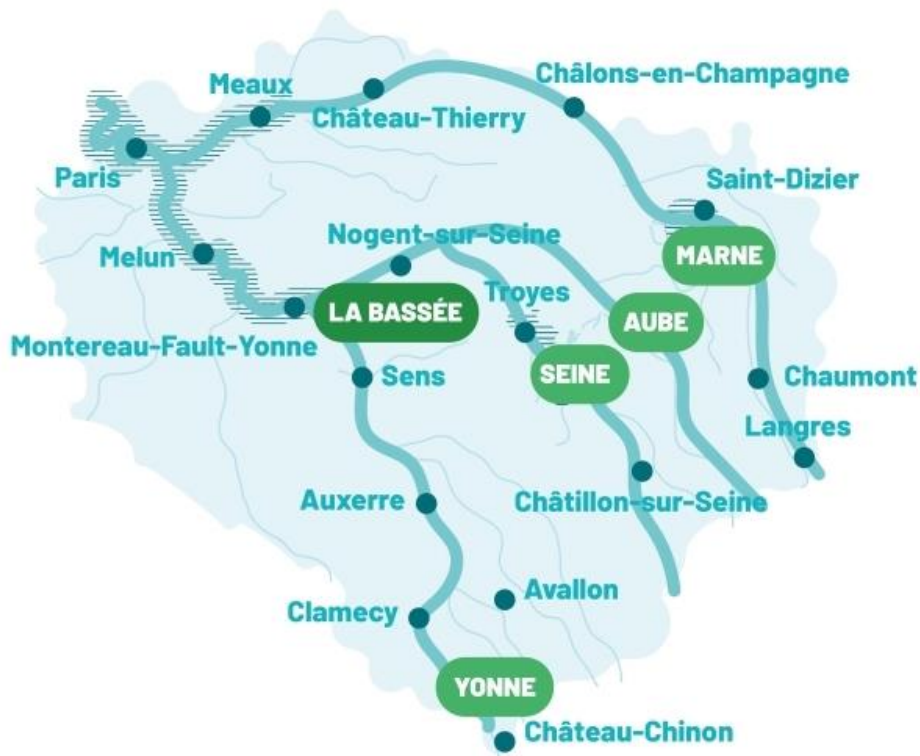 Châlons-en-Champagne
Meaux
Château-Thierry
Paris
Saint-Dizier
Nogent-sur-Seine
MARNE
Melun
Troyes
LA BASSÉE
AUBE
Montereau-Fault-Yonne
Sens
SEINE
Chaumont
Langres
Auxerre
Châtillon-sur-Seine
Avallon
Clamecy
YONNE
Château-Chinon